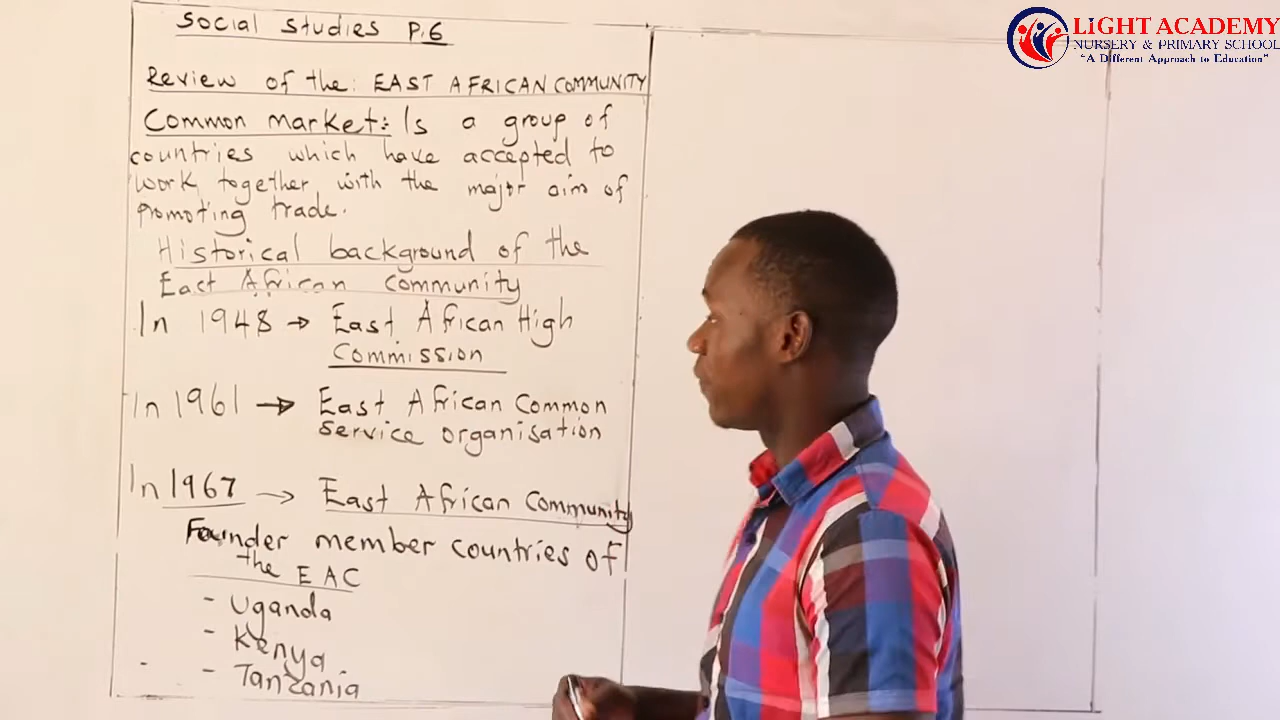 Social Studies P.6
Review of the: EAST AFRICAN COMMUNITY
Common market: Is a group of
countries which have accepted to
work together with the major aim of
promoting trade.
Historical background of the
East African community
In 1948 → East African High
Commission
In 1961 → East African Common
service organisation
In 1967 → East African Community
Founder member countries of
the EAC
- Uganda
- Kenya
- Tanzania
LIGHT ACADEMY
NURSERY & PRIMARY SCHOOL
"A Different Approach to Education"